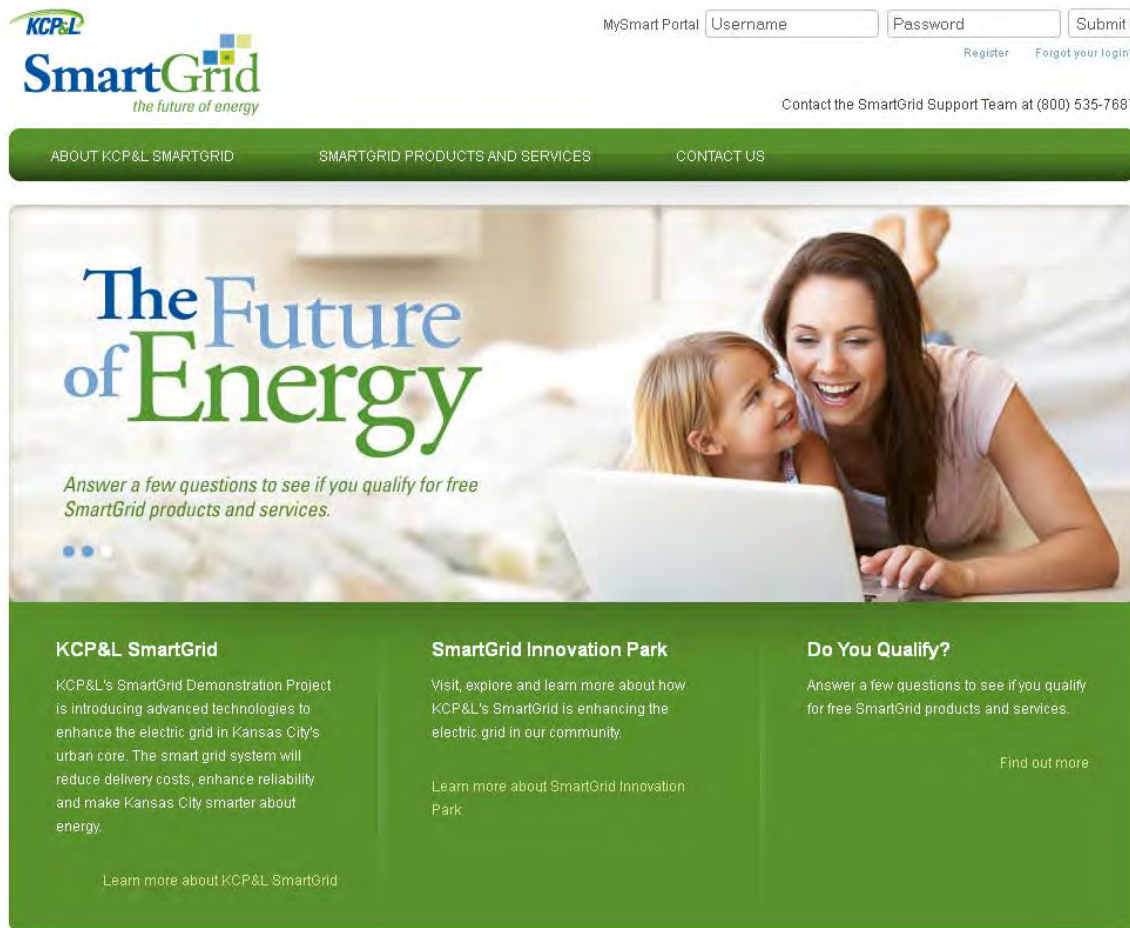 KCP&L
SmartGrid
the future of energy
MySmart Portal Username Password Submit
Register Forgot your login?
Contact the SmartGrid Support Team at (800) 535-768
ABOUT KCP&L SMARTGRID SMARTGRID PRODUCTS AND SERVICES CONTACT US
The Future
of Energy
Answer a few questions to see if you qualify for free
SmartGrid products and services.
KCP&L SmartGrid
KCP&L's SmartGrid Demonstration Project
is introducing advanced technologies to
enhance the electric grid in Kansas City's
urban core. The smart grid system will
reduce delivery costs, enhance reliability
and make Kansas City smarter about
energy.
Learn more about KCP&L SmartGrid
SmartGrid Innovation Park
Visit, explore and learn more about how
KCP&L's SmartGrid is enhancing the
electric grid in our community.
Learn more about SmartGrid Innovation
Park
Do You Qualify?
Answer a few questions to see if you qualify
for free SmartGrid products and services.
Find out more